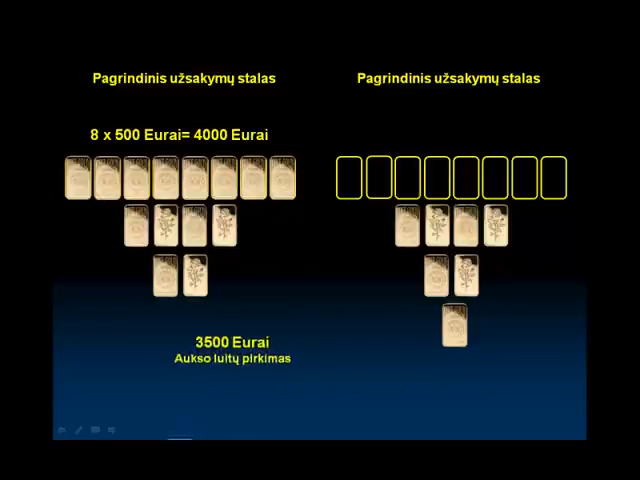 Pagrindinis užsakymų stalas
Pagrindinis užsakymų stalas
8 x 500 Eurai= 4000 Eurai
3500 Eurai
Aukso luitų pirkimas